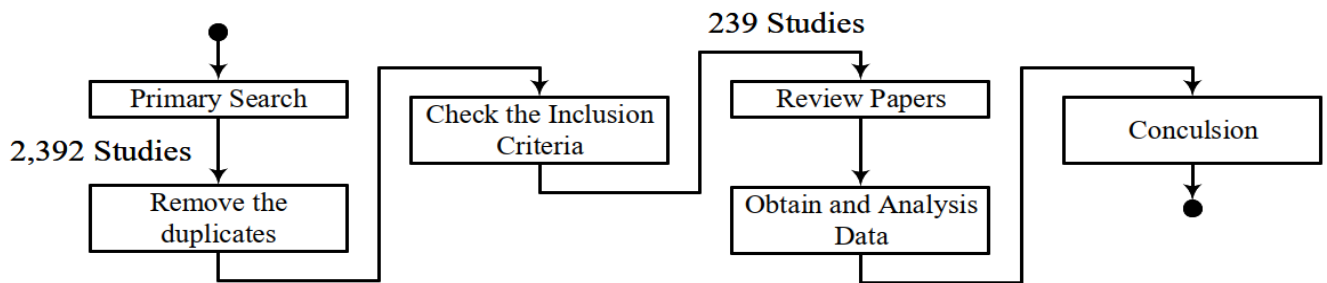 Primary Search
2,392 Studies
Remove the
duplicates
Check the Inclusion
Criteria
239 Studies
Review Papers
Obtain and Analysis
Data
Conculsion